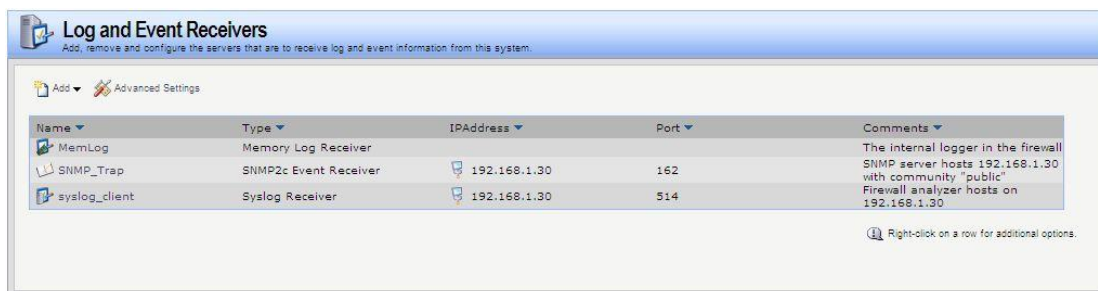 Log and Event Receivers
Add, remove and configure the servers that are to receive log and event information from this system.
Add Advanced Settings
Name Type IPAddress Port Comments
MemLog Memory Log Receiver The internal logger in the firewall
SNMP_Trap SNMP2c Event Receiver 192.168.1.30 162 SNMP server hosts 192.168.1.30
with community "public"
syslog_client Syslog Receiver 192.168.1.30 514 Firewall analyzer hosts on
192.168.1.30
Right-click on a row for additional options.